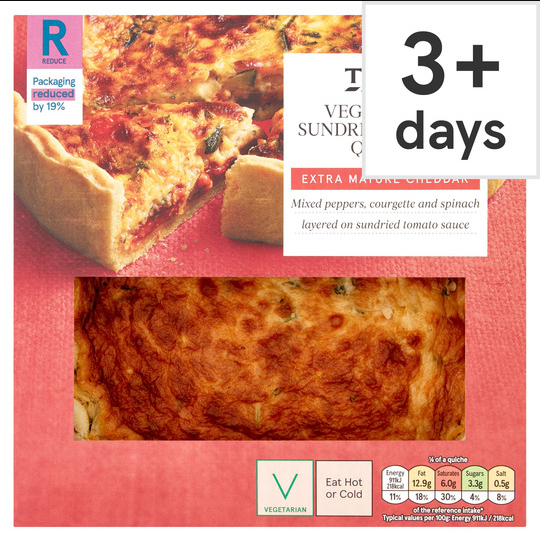 R
REDUCE
Packaging
reduced
by 19%
3+
days
EXTRA MATURE CHEDDAR
Mixed peppers, courgette and spinach
layered on sundried tomato sauce
V
VEGETARIAN
Eat Hot
or Cold
¼ of a quiche
Energy 911kJ 218kcal 11%
Fat 12.9g 18%
Saturates 6.0g 30%
Sugars 3.3g 4%
Salt 0.5g 8%
of the reference intake*
Typical values per 100g: Energy 911kJ / 218kcal